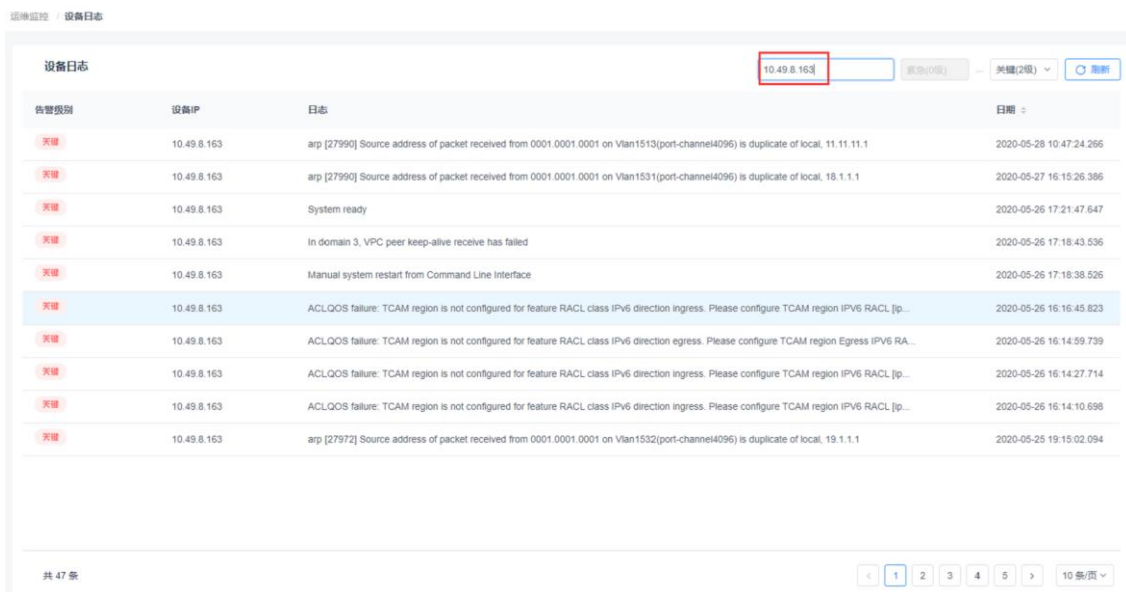 运维监控 / 设备日志
设备日志
10.49.8.163 紧急(0级) ... 关键(2级) 刷新
告警级别 设备IP 日志 日期
关键 10.49.8.163 arp [27990] Source address of packet received from 0001.0001.0001 on Vlan1513(port-channel4096) is duplicate of local, 11.11.11.1 2020-05-28 10:47:24.266
关键 10.49.8.163 arp [27990] Source address of packet received from 0001.0001.0001 on Vlan1531(port-channel4096) is duplicate of local, 18.1.1.1 2020-05-27 16:15:26.386
关键 10.49.8.163 System ready 2020-05-26 17:21:47.647
关键 10.49.8.163 In domain 3, VPC peer keep-alive receive has failed 2020-05-26 17:18:43.536
关键 10.49.8.163 Manual system restart from Command Line Interface 2020-05-26 17:18:38.526
关键 10.49.8.163 ACLQOS failure: TCAM region is not configured for feature RACL class IPv6 direction ingress. Please configure TCAM region IPV6 RACL [ip... 2020-05-26 16:16:45.823
关键 10.49.8.163 ACLQOS failure: TCAM region is not configured for feature RACL class IPv6 direction egress. Please configure TCAM region Egress IPV6 RA... 2020-05-26 16:14:59.739
关键 10.49.8.163 ACLQOS failure: TCAM region is not configured for feature RACL class IPv6 direction ingress. Please configure TCAM region IPV6 RACL [ip... 2020-05-26 16:14:27.714
关键 10.49.8.163 ACLQOS failure: TCAM region is not configured for feature RACL class IPv6 direction ingress. Please configure TCAM region IPV6 RACL [ip... 2020-05-26 16:14:10.698
关键 10.49.8.163 arp [27972] Source address of packet received from 0001.0001.0001 on Vlan1532(port-channel4096) is duplicate of local, 19.1.1.1 2020-05-25 19:15:02.094
共 47 条 < 1 2 3 4 5 > 10 条/页